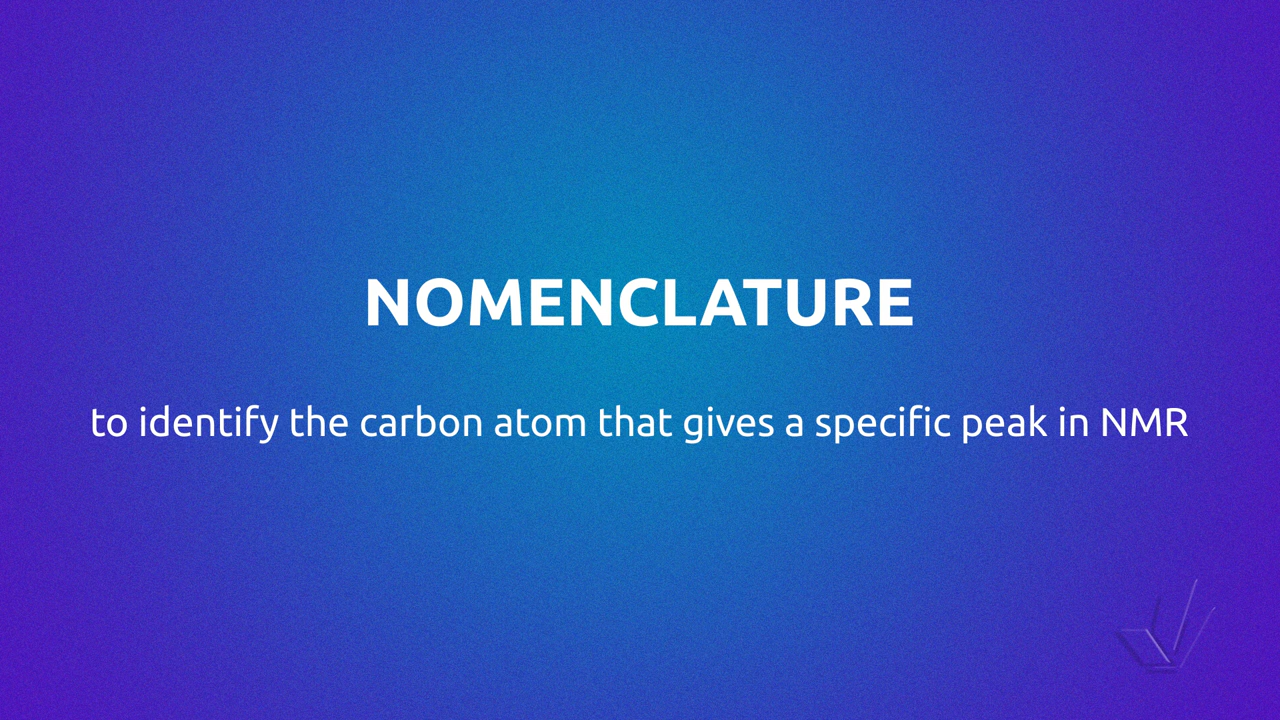 NOMENCLATURE
to identify the carbon atom that gives a specific peak in NMR